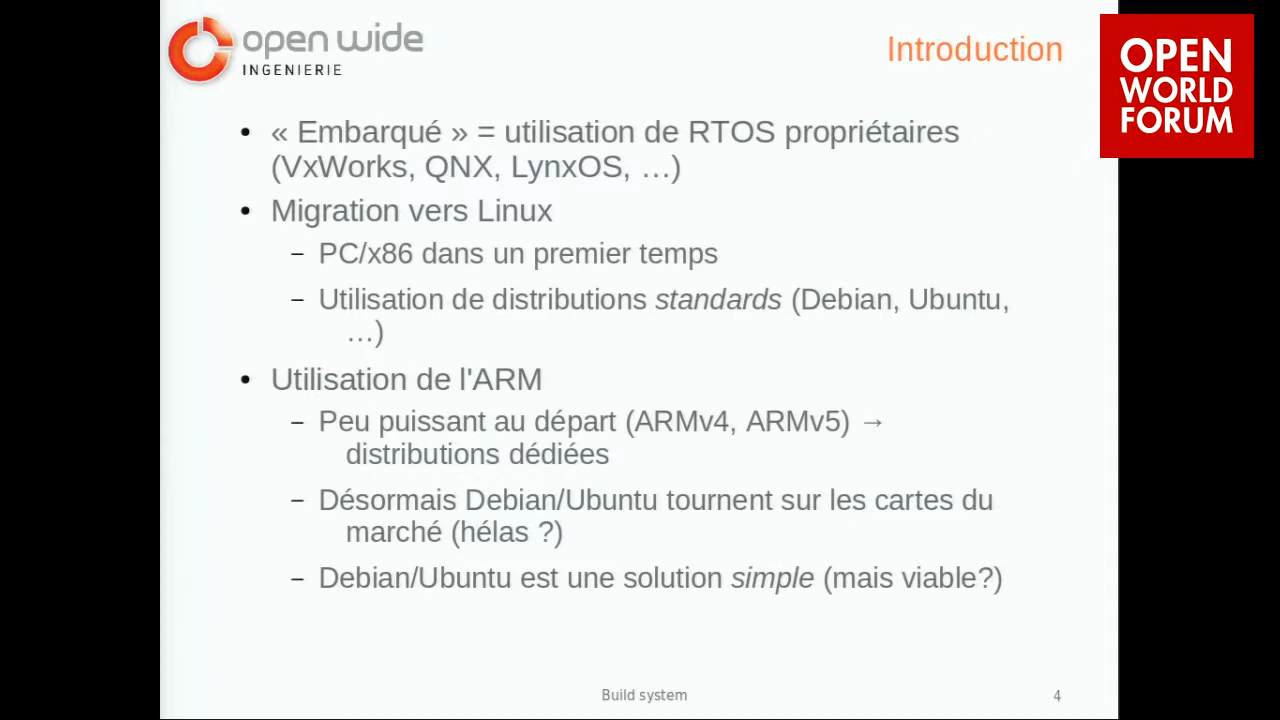 open wide
INGENIERIE
Introduction
OPEN
WORLD
FORUM
• « Embarqué » = utilisation de RTOS propriétaires
(VxWorks, QNX, LynxOS, …)
• Migration vers Linux
– PC/x86 dans un premier temps
– Utilisation de distributions standards (Debian, Ubuntu,
…)
• Utilisation de l'ARM
– Peu puissant au départ (ARMv4, ARMv5) →
distributions dédiées
– Désormais Debian/Ubuntu tournent sur les cartes du
marché (hélas ?)
– Debian/Ubuntu est une solution simple (mais viable?)
Build system
4